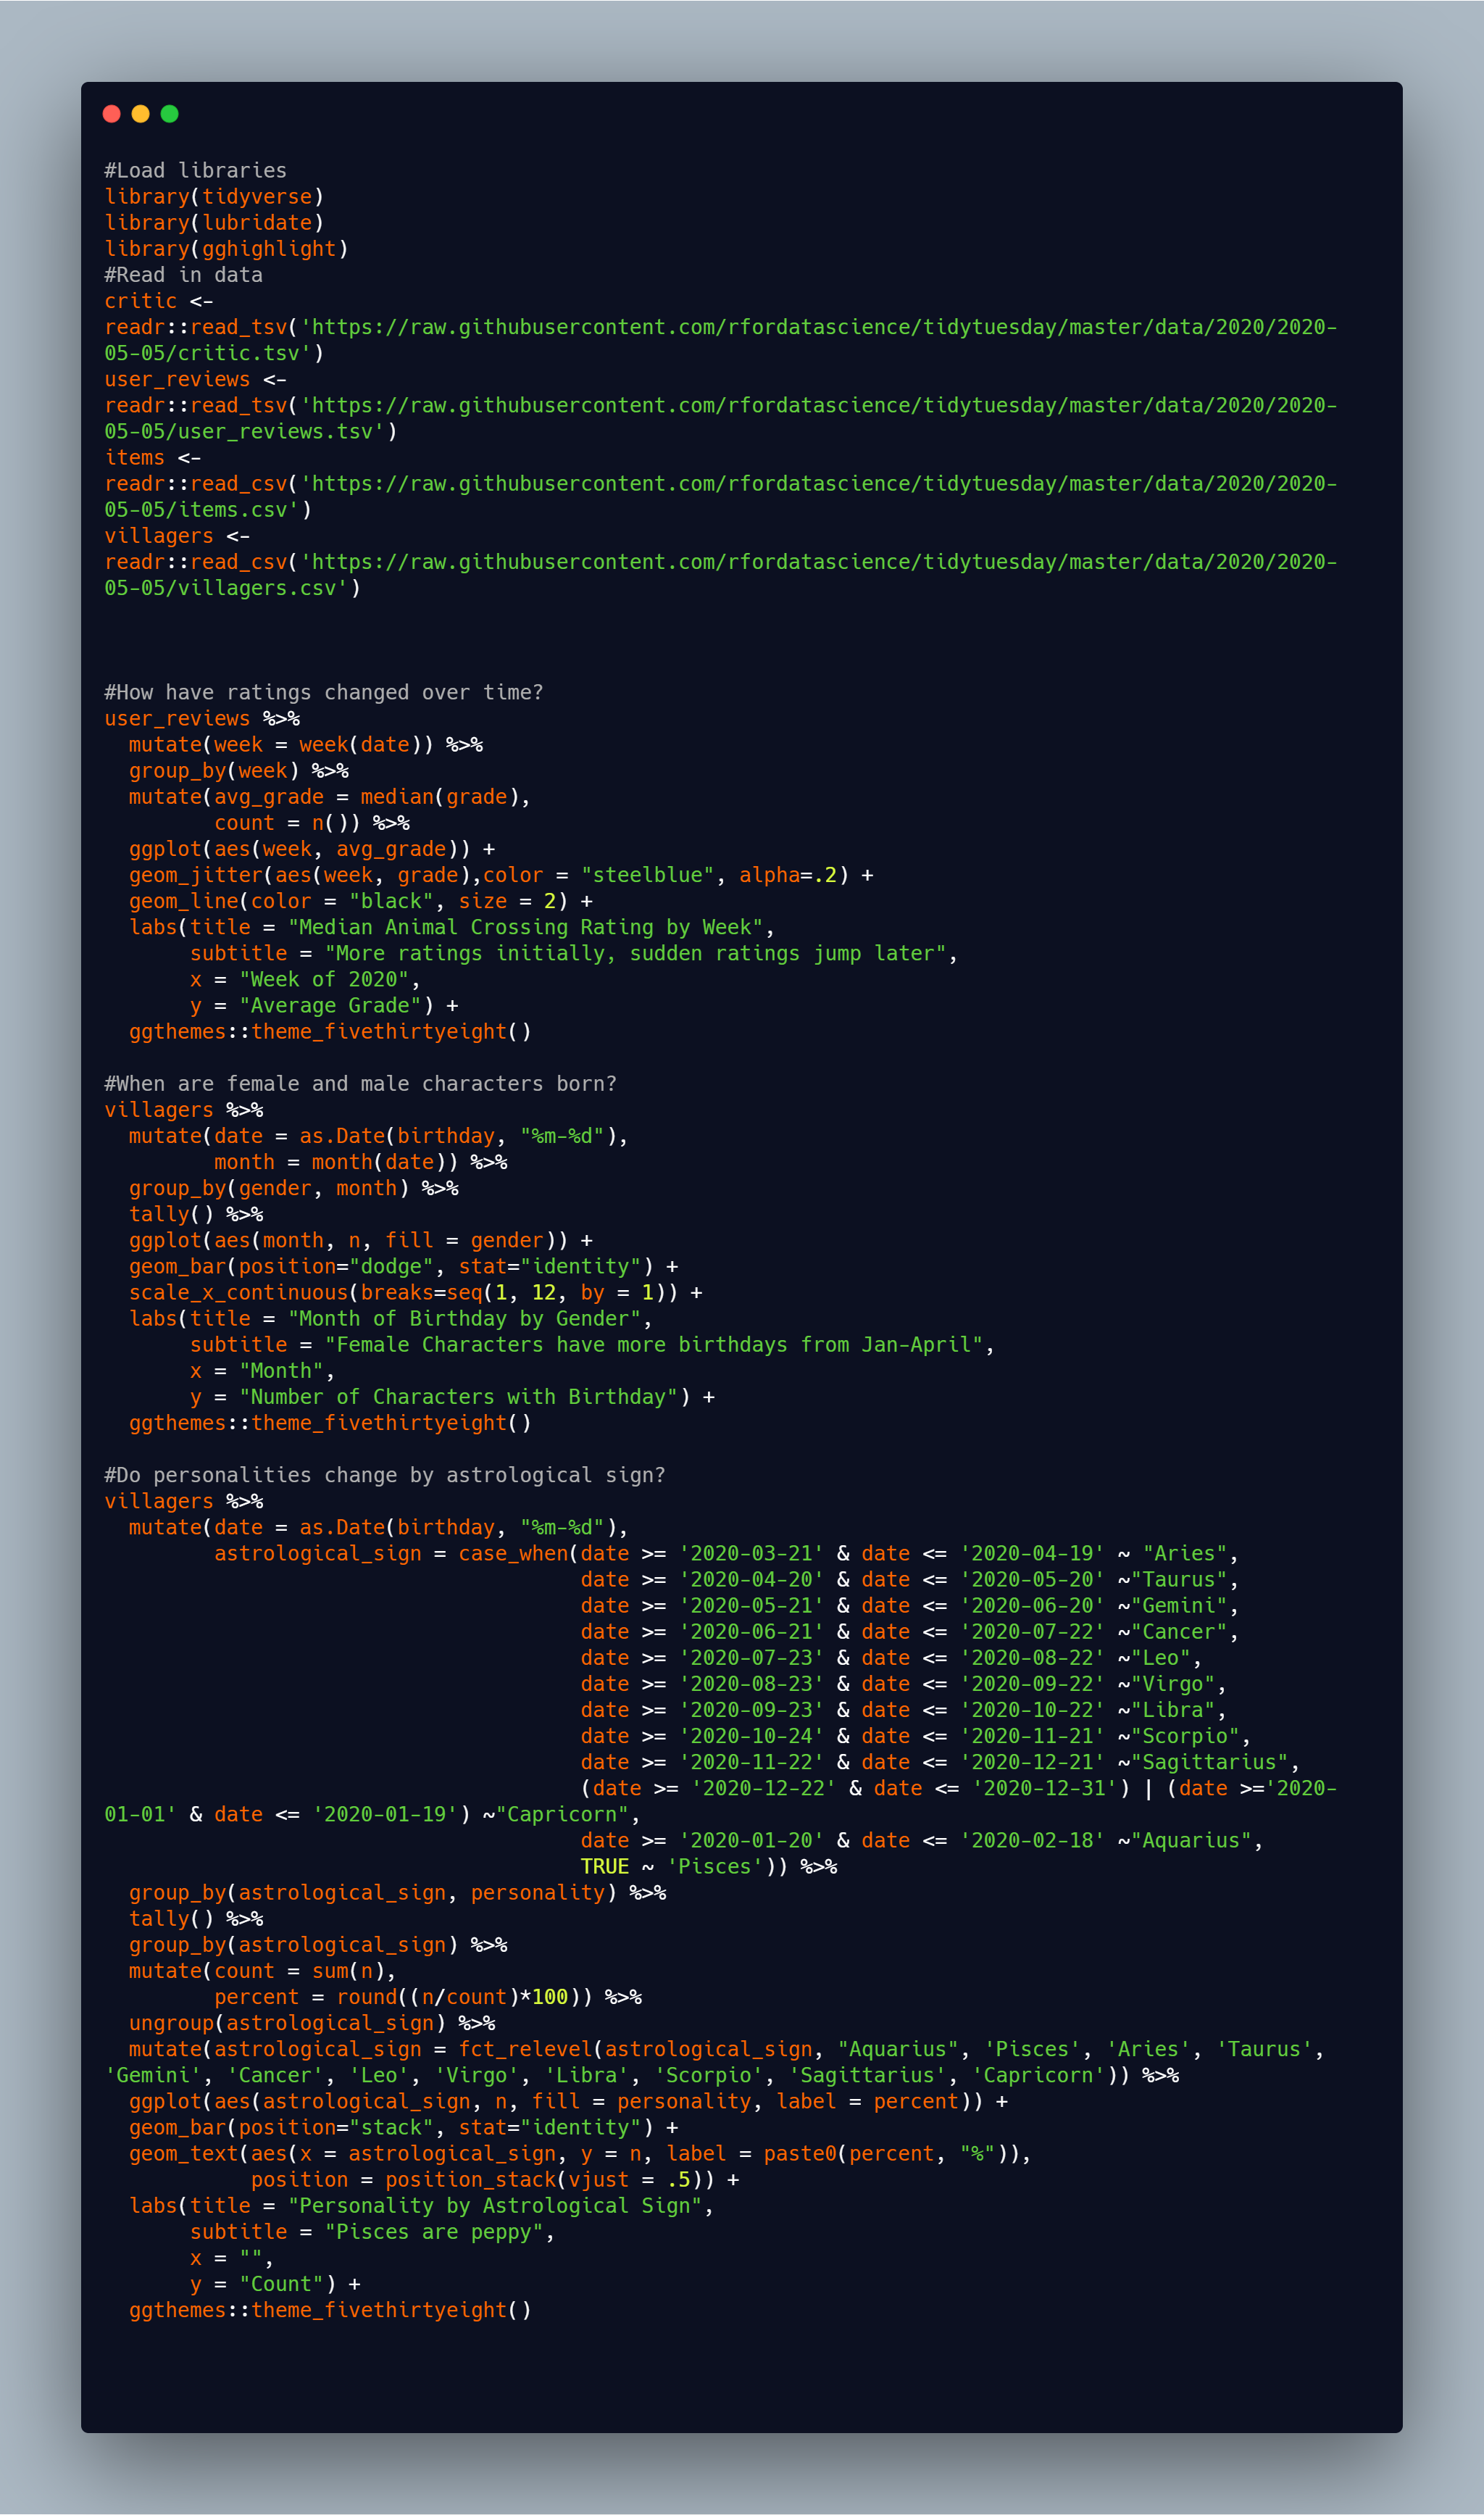 #Load libraries
library(tidyverse)
library(lubridate)
library(gghighlight)
#Read in data
critic <-
readr::read_tsv('https://raw.githubusercontent.com/rfordatascience/tidytuesday/master/data/2020/2020-
05-05/critic.tsv')
user_reviews <-
readr::read_tsv('https://raw.githubusercontent.com/rfordatascience/tidytuesday/master/data/2020/2020-
05-05/user_reviews.tsv')
items <-
readr::read_csv('https://raw.githubusercontent.com/rfordatascience/tidytuesday/master/data/2020/2020-
05-05/items.csv')
villagers <-
readr::read_csv('https://raw.githubusercontent.com/rfordatascience/tidytuesday/master/data/2020/2020-
05-05/villagers.csv')

#How have ratings changed over time?
user_reviews %>%
  mutate(week = week(date)) %>%
  group_by(week) %>%
  mutate(avg_grade = median(grade),
         count = n()) %>%
  ggplot(aes(week, avg_grade)) +
  geom_jitter(aes(week, grade),color = "steelblue", alpha=.2) +
  geom_line(color = "black", size = 2) +
  labs(title = "Median Animal Crossing Rating by Week",
       subtitle = "More ratings initially, sudden ratings jump later",
       x = "Week of 2020",
       y = "Average Grade") +
  ggthemes::theme_fivethirtyeight()

#When are female and male characters born?
villagers %>%
  mutate(date = as.Date(birthday, "%m-%d"),
         month = month(date)) %>%
  group_by(gender, month) %>%
  tally() %>%
  ggplot(aes(month, n, fill = gender)) +
  geom_bar(position="dodge", stat="identity") +
  scale_x_continuous(breaks=seq(1, 12, by = 1)) +
  labs(title = "Month of Birthday by Gender",
       subtitle = "Female Characters have more birthdays from Jan-April",
       x = "Month",
       y = "Number of Characters with Birthday") +
  ggthemes::theme_fivethirtyeight()

#Do personalities change by astrological sign?
villagers %>%
  mutate(date = as.Date(birthday, "%m-%d"),
         astrological_sign = case_when(date >= '2020-03-21' & date <= '2020-04-19' ~ "Aries",
                                       date >= '2020-04-20' & date <= '2020-05-20' ~"Taurus",
                                       date >= '2020-05-21' & date <= '2020-06-20' ~"Gemini",
                                       date >= '2020-06-21' & date <= '2020-07-22' ~"Cancer",
                                       date >= '2020-07-23' & date <= '2020-08-22' ~"Leo",
                                       date >= '2020-08-23' & date <= '2020-09-22' ~"Virgo",
                                       date >= '2020-09-23' & date <= '2020-10-22' ~"Libra",
                                       date >= '2020-10-24' & date <= '2020-11-21' ~"Scorpio",
                                       date >= '2020-11-22' & date <= '2020-12-21' ~"Sagittarius",
                                       (date >= '2020-12-22' & date <= '2020-12-31') | (date >='2020-
01-01' & date <= '2020-01-19') ~"Capricorn",
                                       date >= '2020-01-20' & date <= '2020-02-18' ~"Aquarius",
                                       TRUE ~ 'Pisces')) %>%
  group_by(astrological_sign, personality) %>%
  tally() %>%
  group_by(astrological_sign) %>%
  mutate(count = sum(n),
         percent = round((n/count)*100)) %>%
  ungroup(astrological_sign) %>%
  mutate(astrological_sign = fct_relevel(astrological_sign, "Aquarius", 'Pisces', 'Aries', 'Taurus',
'Gemini', 'Cancer', 'Leo', 'Virgo', 'Libra', 'Scorpio', 'Sagittarius', 'Capricorn')) %>%
  ggplot(aes(astrological_sign, n, fill = personality, label = percent)) +
  geom_bar(position="stack", stat="identity") +
  geom_text(aes(x = astrological_sign, y = n, label = paste0(percent, "%")),
            position = position_stack(vjust = .5)) +
  labs(title = "Personality by Astrological Sign",
       subtitle = "Pisces are peppy",
       x = "",
       y = "Count") +
  ggthemes::theme_fivethirtyeight()